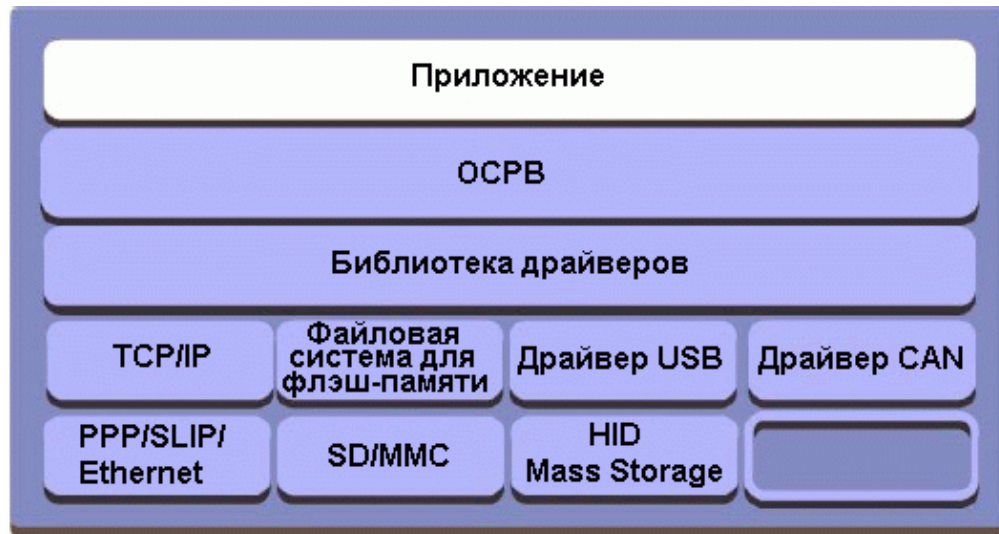 Приложение
ОСРВ
Библиотека драйверов
TCP/IP
Файловая
система для
флэш-памяти
Драйвер USB
Драйвер CAN
PPP/SLIP/
Ethernet
SD/MMC
HID
Mass Storage